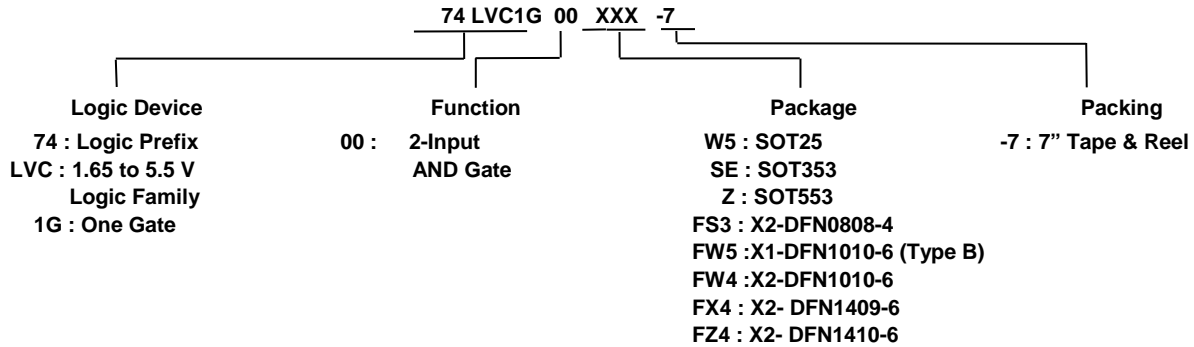 74 LVC1G 00 XXX -7
Logic Device
74 : Logic Prefix
LVC : 1.65 to 5.5 V
Logic Family
1G : One Gate
Function
00 : 2-Input
AND Gate
Package
W5 : SOT25
SE : SOT353
Z : SOT553
FS3 : X2-DFN0808-4
FW5 :X1-DFN1010-6 (Type B)
FW4 :X2-DFN1010-6
FX4 : X2- DFN1409-6
FZ4 : X2- DFN1410-6
Packing
-7 : 7” Tape & Reel